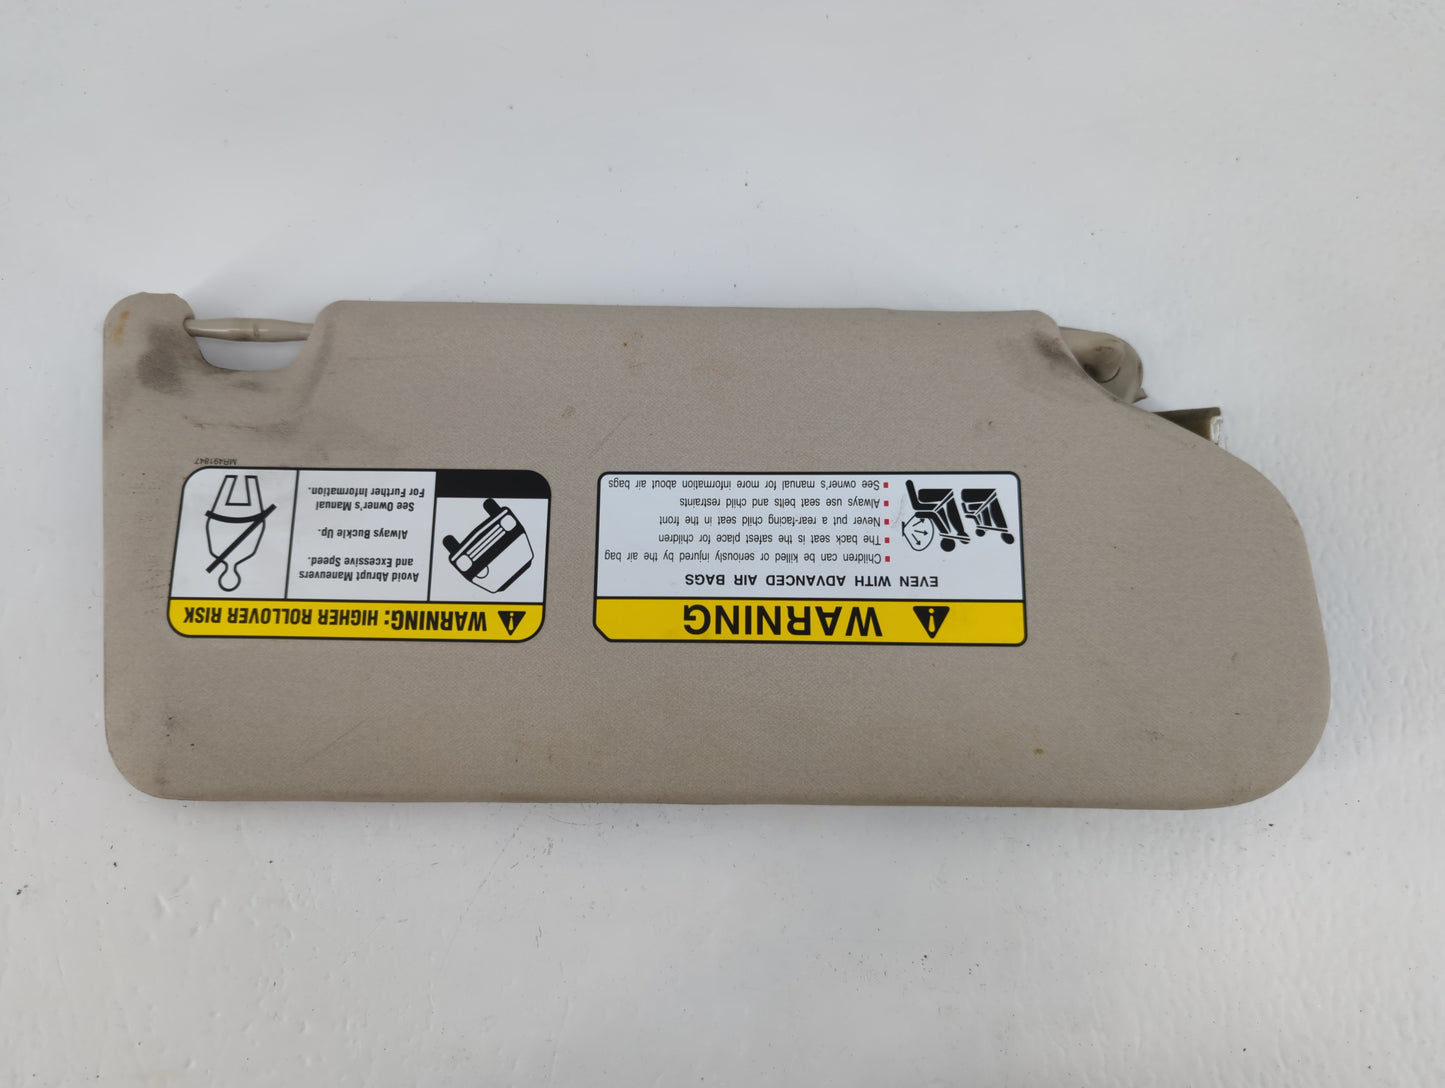 WARNING
EVEN WITH ADVANCED AIR BAGS
Children can be killed or seriously injured by the air bag
The back seat is the safest place for children
Never put a rear-facing child seat in the front
Always use seat belts and child restraints
See owner's manual for more information about air bags
WARNING: HIGHER ROLLOVER RISK
Avoid Abrupt Maneuvers
and Excessive Speed.
Always Buckle Up.
See Owner's Manual
For Further Information.
MR491847